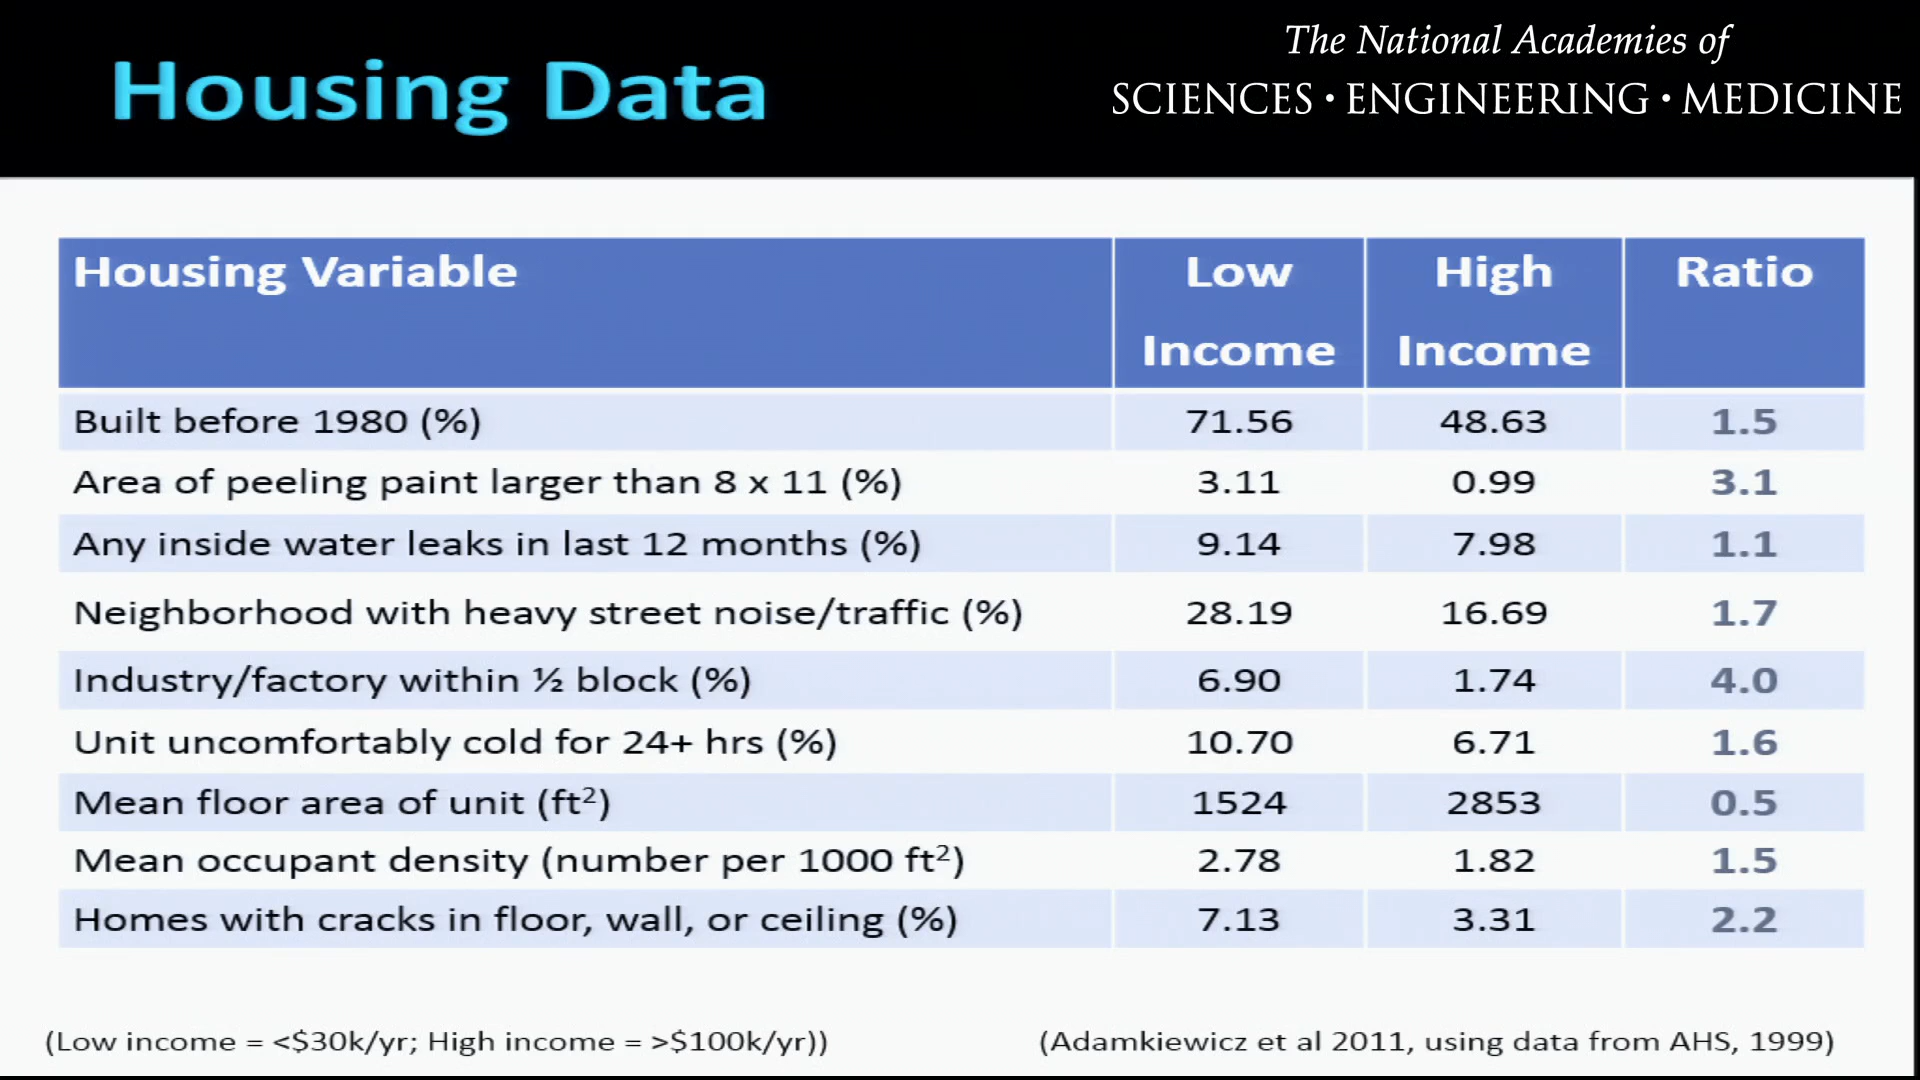 Housing Data
The National Academies of
SCIENCES · ENGINEERING · MEDICINE
Housing Variable Low Income High Income Ratio
Built before 1980 (%) 71.56 48.63 1.5
Area of peeling paint larger than 8 x 11 (%) 3.11 0.99 3.1
Any inside water leaks in last 12 months (%) 9.14 7.98 1.1
Neighborhood with heavy street noise/traffic (%) 28.19 16.69 1.7
Industry/factory within ½ block (%) 6.90 1.74 4.0
Unit uncomfortably cold for 24+ hrs (%) 10.70 6.71 1.6
Mean floor area of unit (ft²) 1524 2853 0.5
Mean occupant density (number per 1000 ft²) 2.78 1.82 1.5
Homes with cracks in floor, wall, or ceiling (%) 7.13 3.31 2.2
(Low income = <$30k/yr; High income = >$100k/yr))
(Adamkiewicz et al 2011, using data from AHS, 1999)